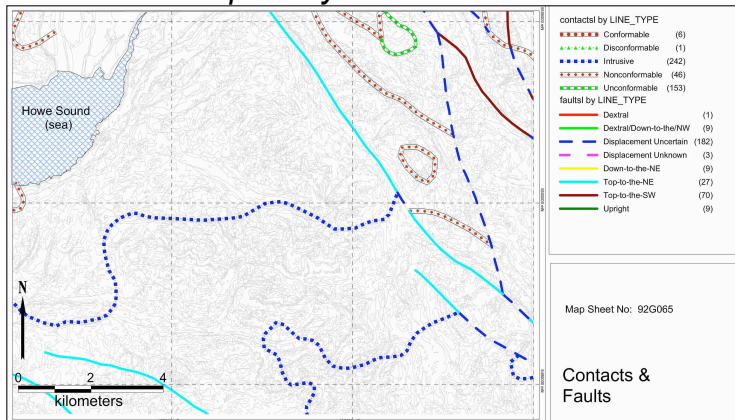 Howe Sound
(sea)
N
0 2 4
kilometers
contactsl by LINE_TYPE
Conformable (6)
Disconformable (1)
Intrusive (242)
Nonconformable (46)
Unconformable (153)
faultsl by LINE_TYPE
Dextral (1)
Dextral/Down-to-the/NW (9)
Displacement Uncertain (182)
Displacement Unknown (3)
Down-to-the-NE (9)
Top-to-the-NE (27)
Top-to-the-SW (70)
Upright (9)
Map Sheet No: 92G065
Contacts &
Faults